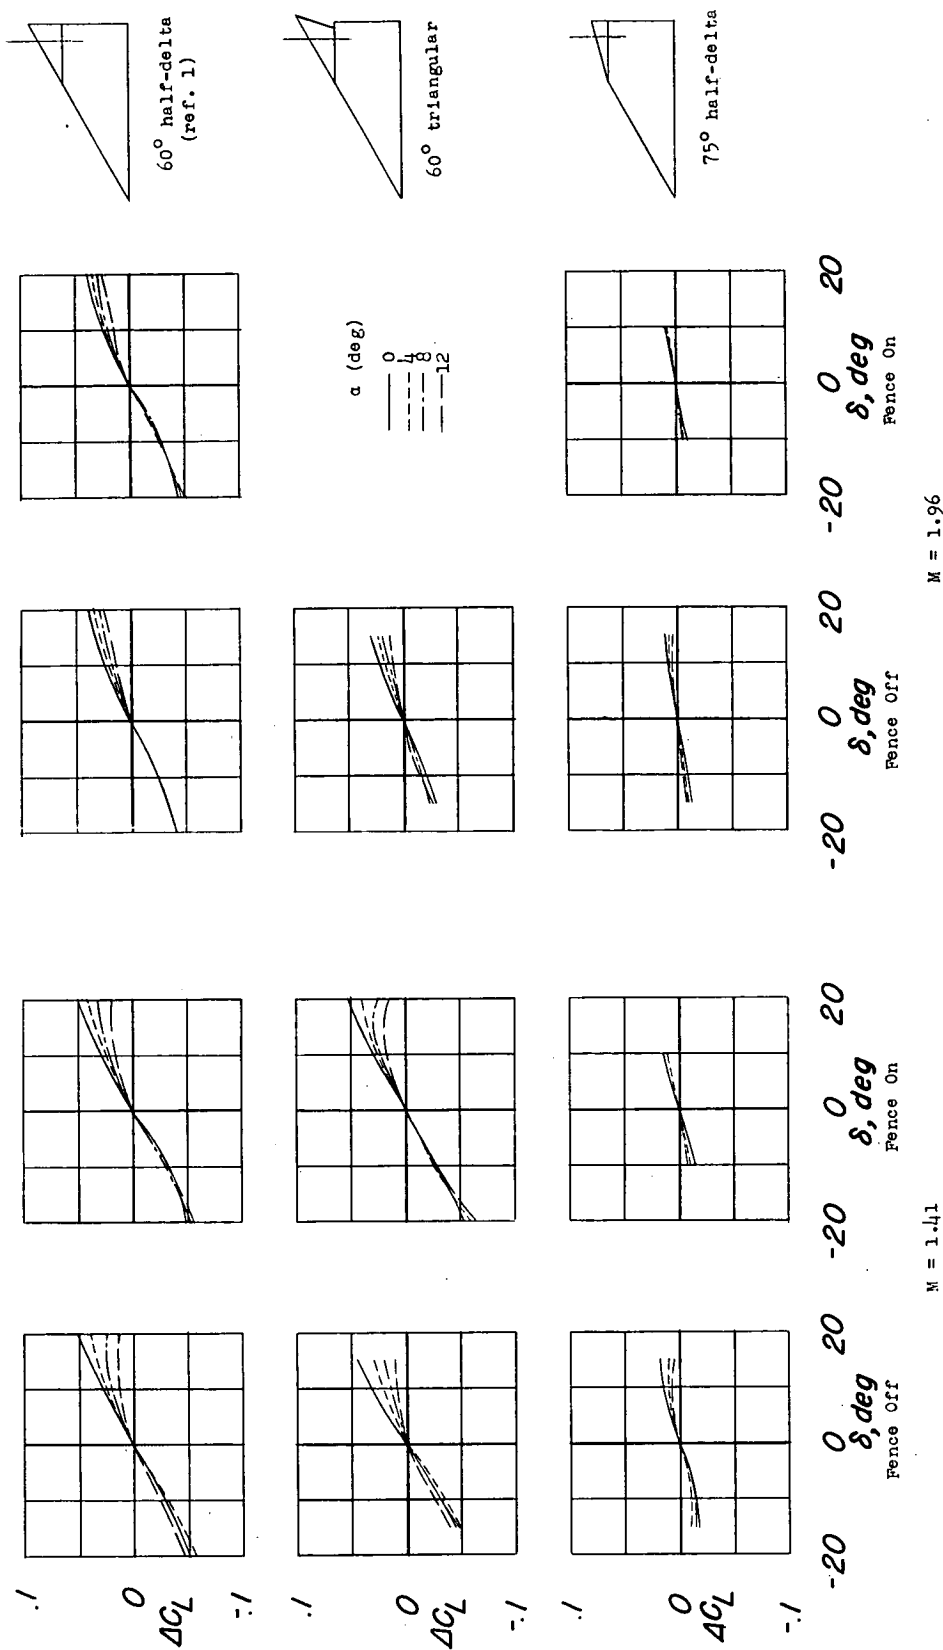 .1
0
-.1
ΔC_L
60° half-delta
(ref. 1)
.1
0
-.1
ΔC_L
α (deg)
0
4
8
12
60° triangular
.1
0
-.1
ΔC_L
75° half-delta
-20 0 20
δ, deg
Fence Off
-20 0 20
δ, deg
Fence On
-20 0 20
δ, deg
Fence Off
-20 0 20
δ, deg
Fence On
M = 1.41
M = 1.96